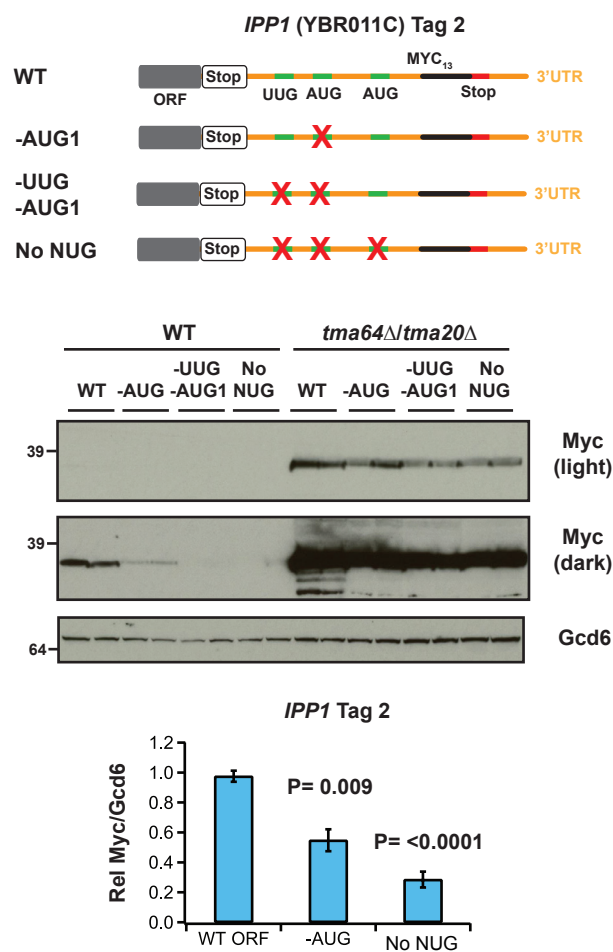 IPP1 (YBR011C) Tag 2
WT
ORF
Stop
UUG
AUG
AUG
MYC13
Stop
3'UTR
-AUG1
Stop
X
3'UTR
-UUG
-AUG1
Stop
X X
3'UTR
No NUG
Stop
X X X
3'UTR
WT
tma64Δ/tma20Δ
WT
-AUG
-UUG
-AUG1
No
NUG
WT
-AUG
-UUG
-AUG1
No
NUG
39
Myc
(light)
39
Myc
(dark)
64
Gcd6
IPP1 Tag 2
Rel Myc/Gcd6
1.2
1.0
0.8
0.6
0.4
0.2
0.0
P= 0.009
P= <0.0001
WT ORF
-AUG
No NUG